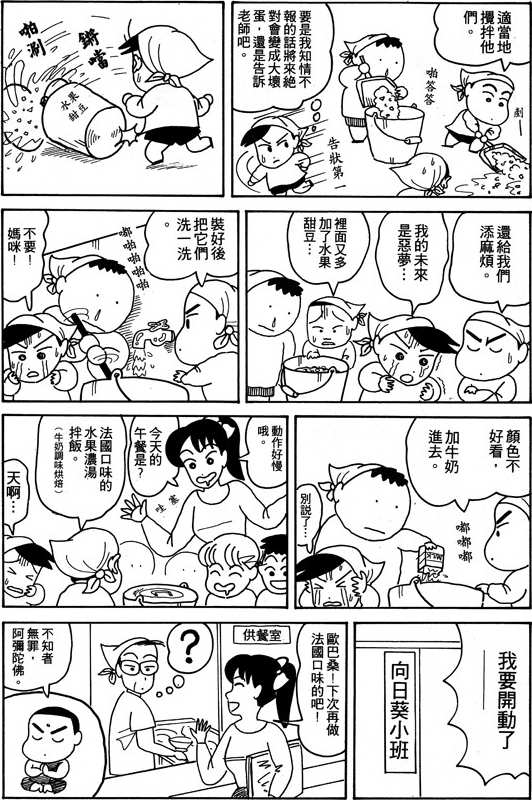 適當地
攪拌他
們。
啪答答
剷
要是我知情不
報的話將來絕
對會變成大壞
蛋，還是告訴
老師吧。
告狀第一
鏘噹
啪涮
水果
甜豆
還給我們
添麻煩。
我的未來
是惡夢…
裡面又多
加了水果
甜豆…
裝好後
把它們
洗一洗
。
嘟啪啪啪
不要！
媽咪！
顏色不
好看，
加牛奶
進去。
嘟嘟嘟
別說了…
動作好慢
哦。
今天的
午餐是？
哇塞
法國口味的
水果濃湯
拌飯。
（牛奶調味烘焙）
天啊…
我要開動了
向日葵小班
供餐室
歐巴桑！下次再做
法國口味的吧！
？
不知者
無罪，
阿彌陀佛。